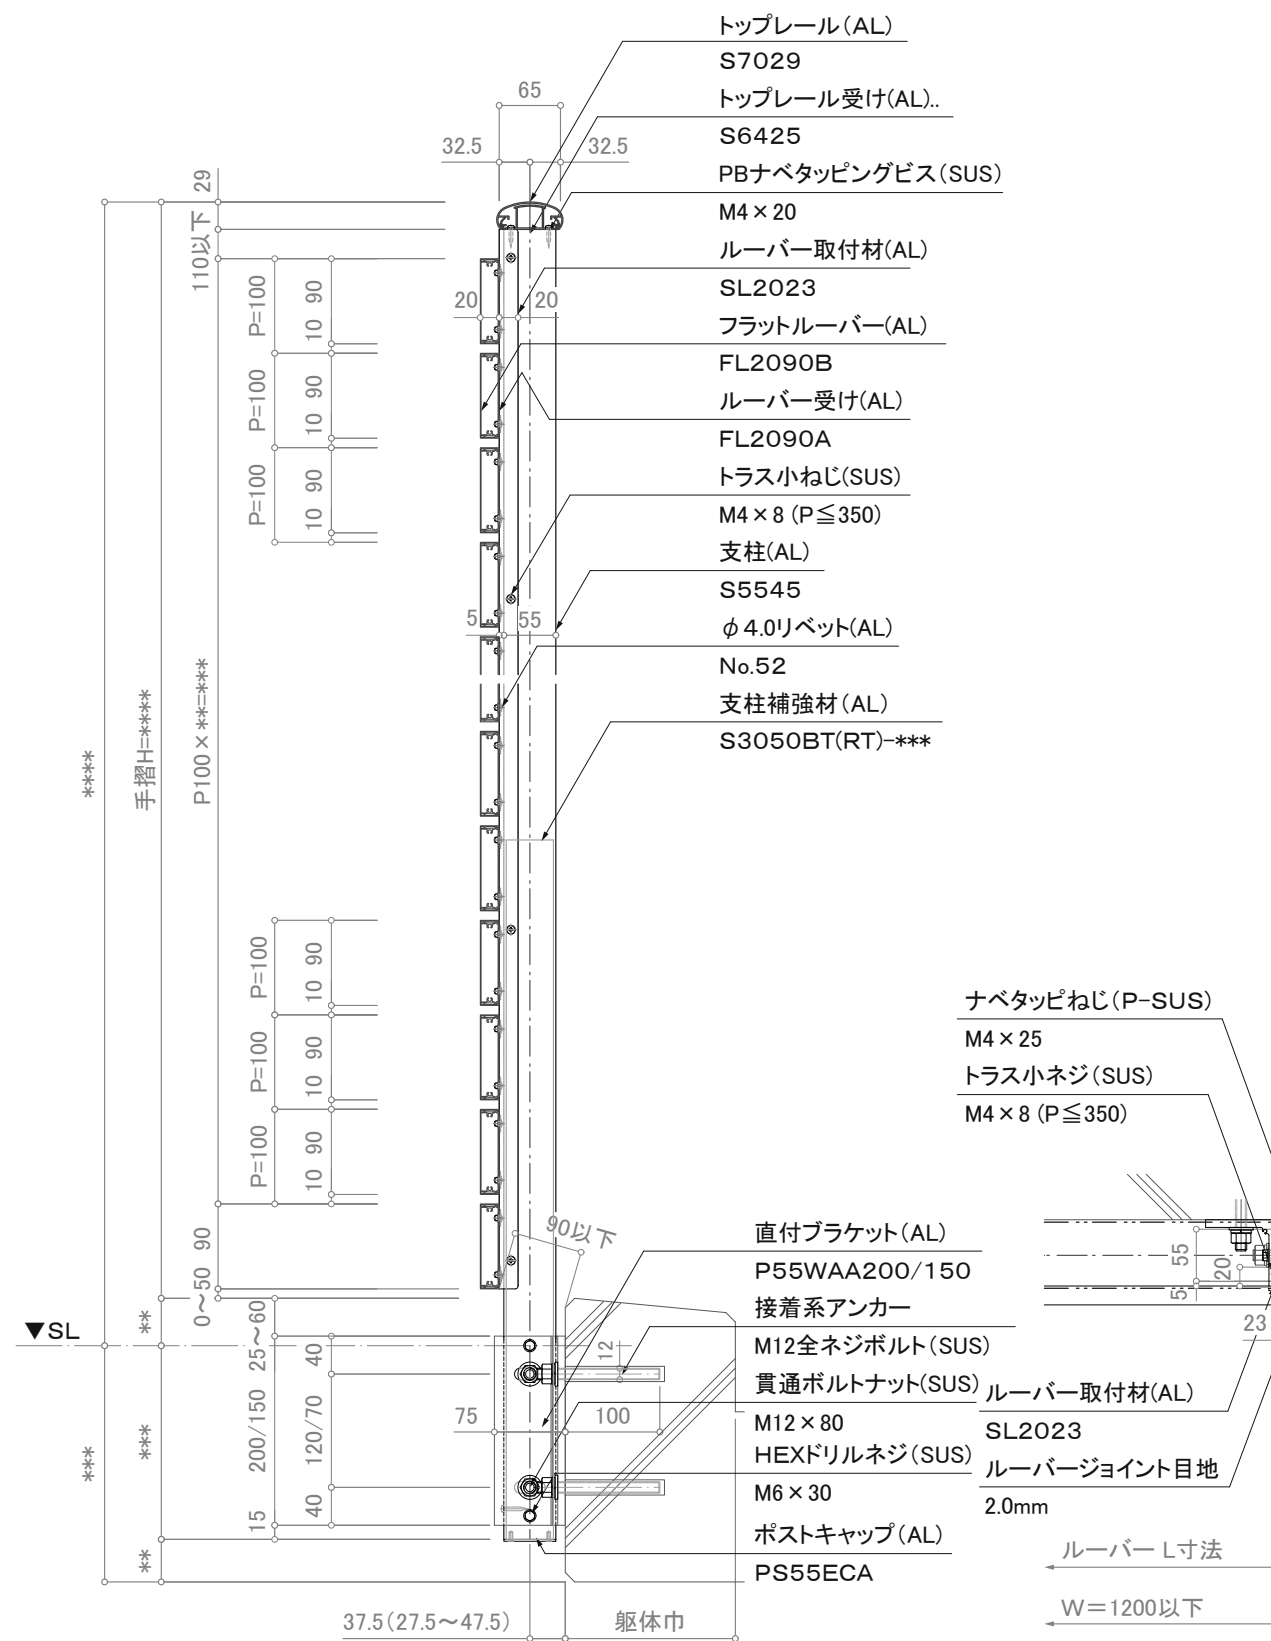 トップレール(AL)
S7029
トップレール受け(AL)..
S6425
PBナベタッピングビス(SUS)
M4×20
ルーバー取付材(AL)
SL2023
フラットルーバー(AL)
FL2090B
ルーバー受け(AL)
FL2090A
トラス小ねじ(SUS)
M4×8 (P≦350)
支柱(AL)
S5545
φ4.0リベット(AL)
No.52
支柱補強材(AL)
S3050BT(RT)-***
65
32.5
32.5
29
110以下
P=100
10 90
P=100
10 90
P=100
10 90
20
20
5
55
****
手摺H=****
P100×**=****
P=100
10 90
P=100
10 90
P=100
10 90
0～50 90
90以下
▼SL
**
25～60
40
12
200/150
120/70
75
100
***
***
15
40
**
37.5(27.5～47.5)
躯体巾
直付ブラケット(AL)
P55WAA200/150
接着系アンカー
M12全ネジボルト(SUS)
貫通ボルトナット(SUS)
M12×80
HEXドリルネジ(SUS)
M6×30
ポストキャップ(AL)
PS55ECA
ナベタッピねじ(P-SUS)
M4×25
トラス小ネジ(SUS)
M4×8 (P≦350)
55
20
5
23
ルーバー取付材(AL)
SL2023
ルーバージョイント目地
2.0mm
ルーバー L寸法
W=1200以下